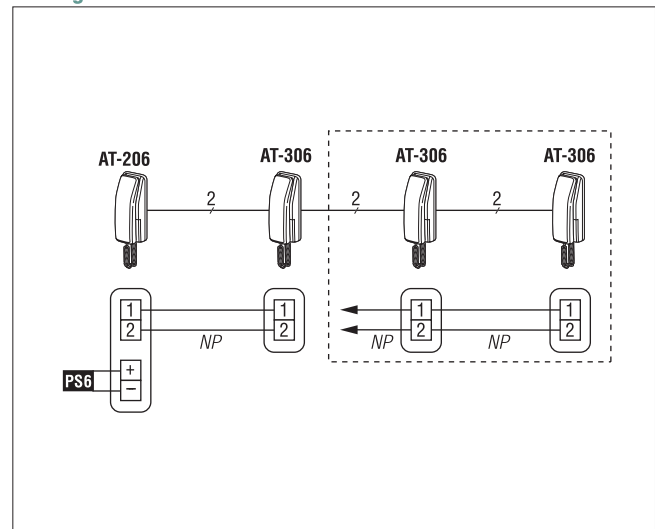 AT-206 AT-306 AT-306 AT-306
2 2 2
1 1 1 1
2 NP 2 NP 2 NP 2
PS6 +
−